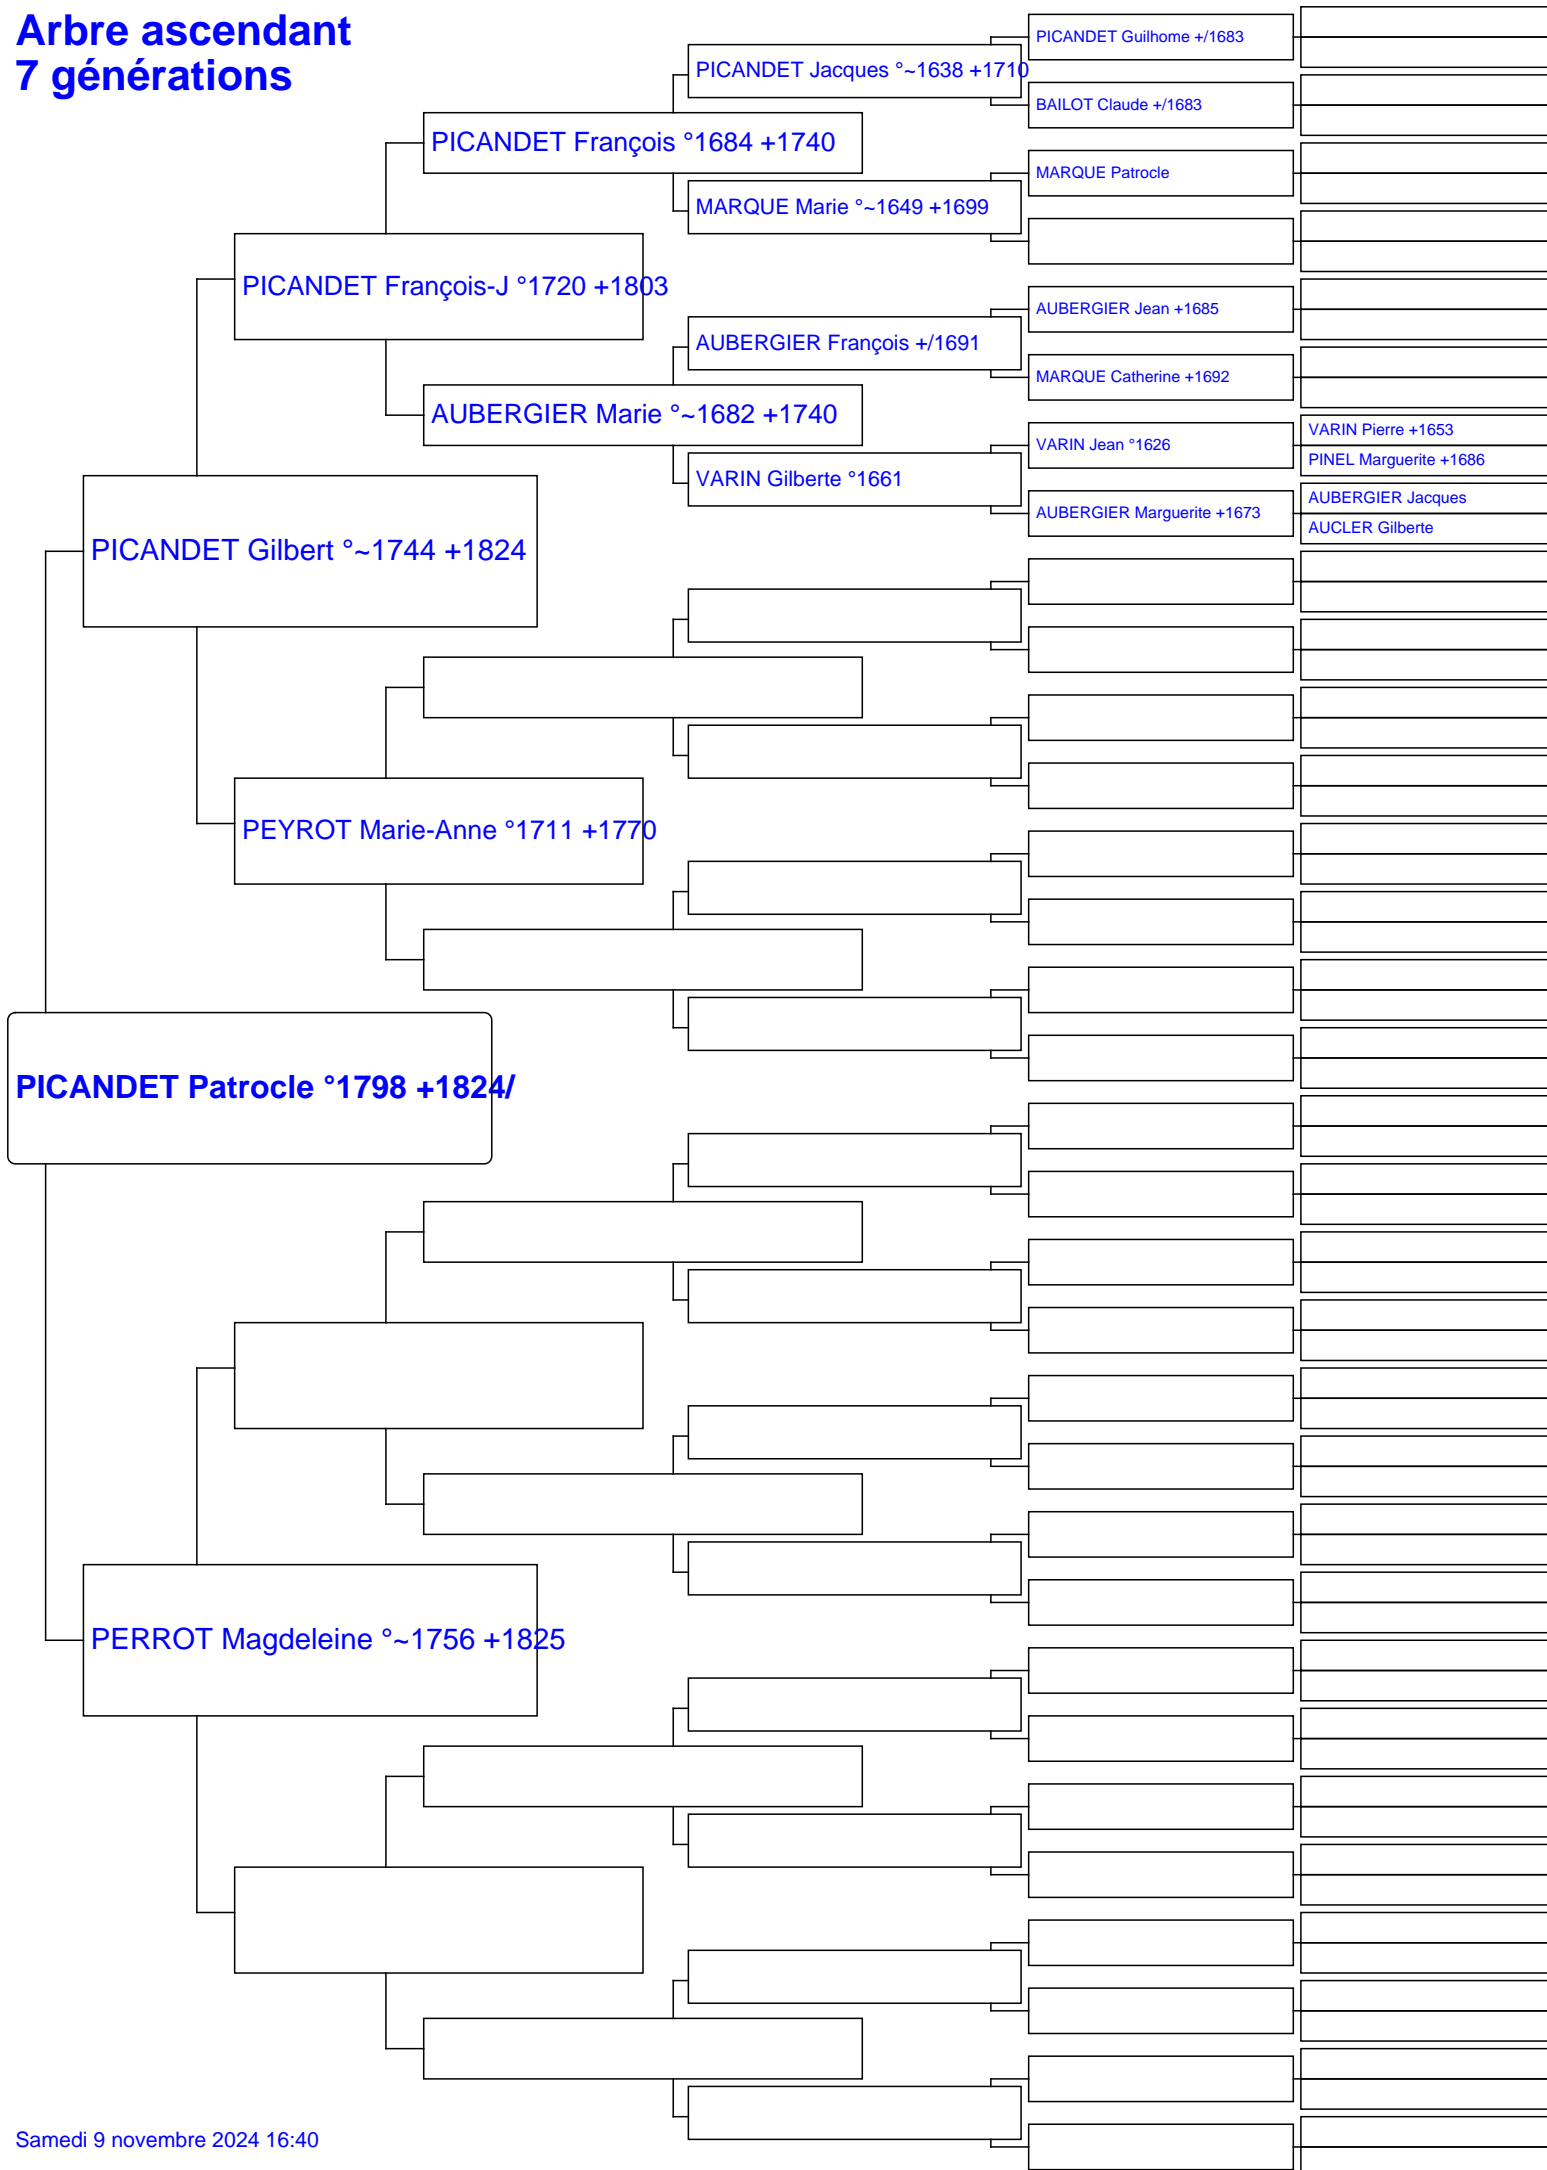 Arbre ascendant
7 générations
PICANDET Guilhome +/1683
PICANDET Jacques °~1638 +1710
BAILOT Claude +/1683
PICANDET François °1684 +1740
MARQUE Patrocle
MARQUE Marie °~1649 +1699
PICANDET François-J °1720 +1803
AUBERGIER Jean +1685
AUBERGIER François +/1691
MARQUE Catherine +1692
AUBERGIER Marie °~1682 +1740
VARIN Pierre +1653
VARIN Jean °1626
PINEL Marguerite +1686
VARIN Gilberte °1661
AUBERGIER Jacques
AUBERGIER Marguerite +1673
AUCLER Gilberte
PICANDET Gilbert °~1744 +1824
PEYROT Marie-Anne °1711 +1770
PICANDET Patrocle °1798 +1824/
PERROT Magdeleine °~1756 +1825
Samedi 9 novembre 2024 16:40